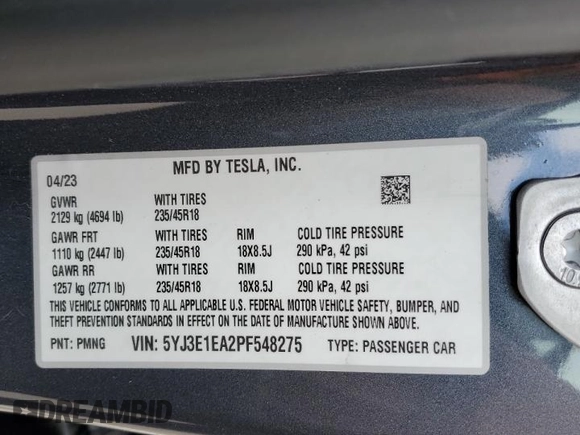 MFD BY TESLA, INC.
04/23
GVWR WITH TIRES
2129 kg (4694 lb) 235/45R18
GAWR FRT WITH TIRES RIM COLD TIRE PRESSURE
1110 kg (2447 lb) 235/45R18 18X8.5J 290 kPa, 42 psi
GAWR RR WITH TIRES RIM COLD TIRE PRESSURE
1257 kg (2771 lb) 235/45R18 18X8.5J 290 kPa, 42 psi
THIS VEHICLE CONFORMS TO ALL APPLICABLE U.S. FEDERAL MOTOR VEHICLE SAFETY, BUMPER, AND
THEFT PREVENTION STANDARDS IN EFFECT ON THE DATE OF MANUFACTURE SHOWN ABOVE.
PNT: PMNG VIN: 5YJ3E1EA2PF548275 TYPE: PASSENGER CAR
DREAMBID